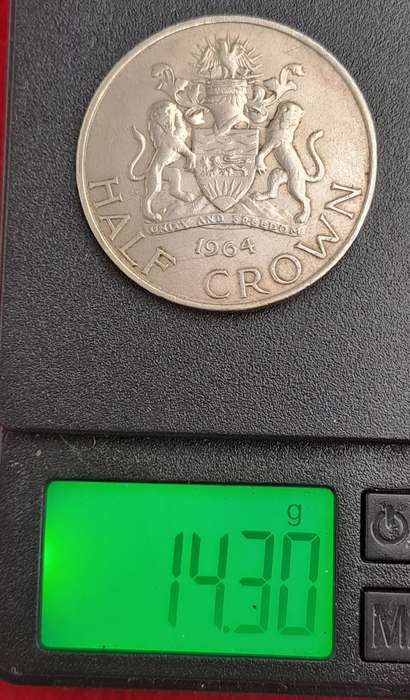 UNITY AND FREEDOM
1964
HALF CROWN
g
14.30
M